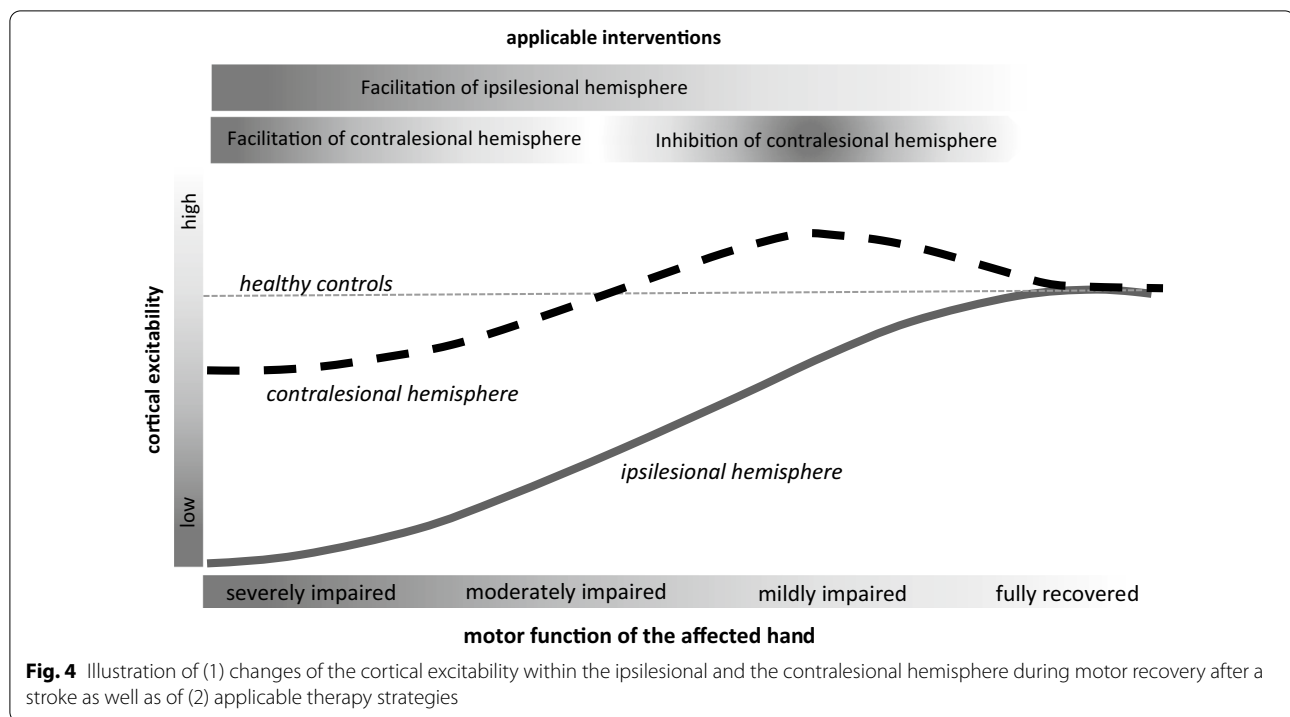 applicable interventions
Facilitation of ipsilesional hemisphere
Facilitation of contralesional hemisphere
Inhibition of contralesional hemisphere
high
healthy controls
cortical excitability
contralesional hemisphere
ipsilesional hemisphere
low
severely impaired
moderately impaired
mildly impaired
fully recovered
motor function of the affected hand
Fig. 4 Illustration of (1) changes of the cortical excitability within the ipsilesional and the contralesional hemisphere during motor recovery after a
stroke as well as of (2) applicable therapy strategies